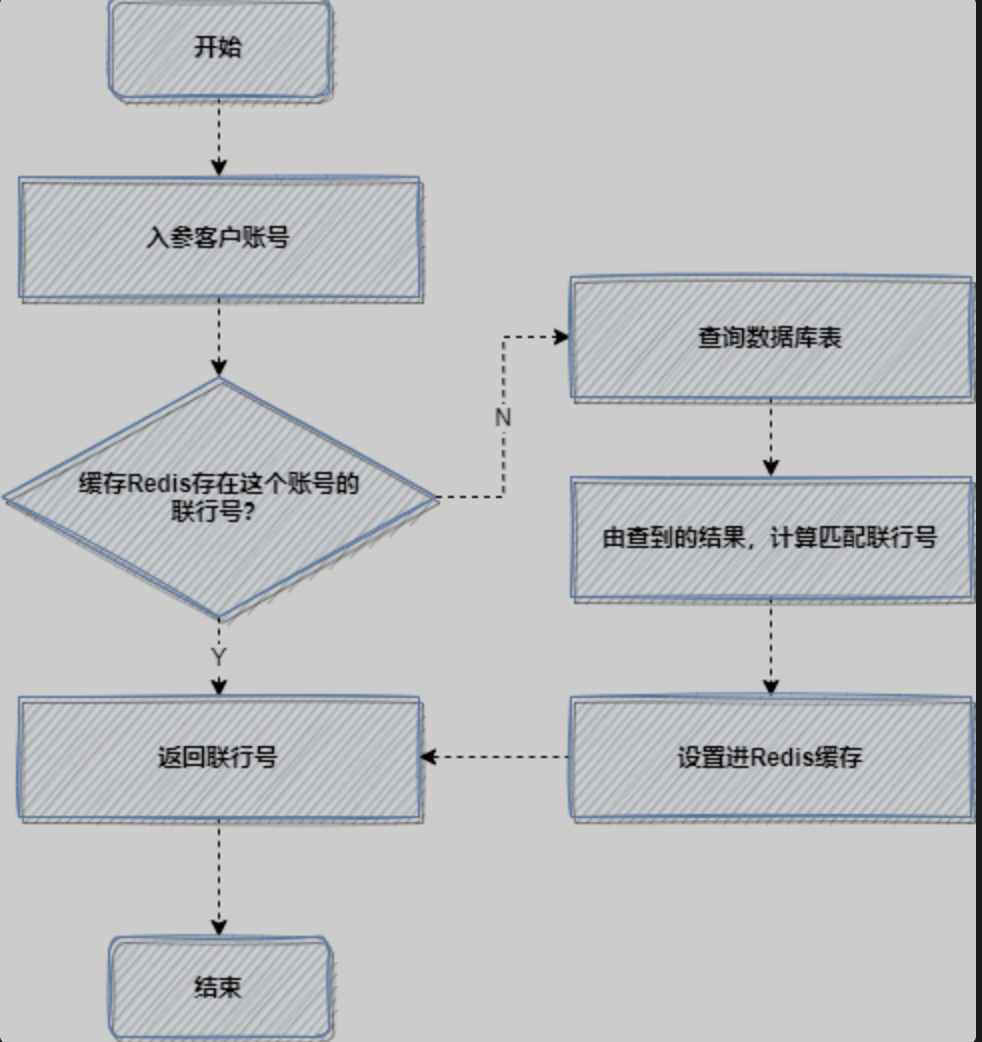 开始
入参客户账号
查询数据库表
N
缓存Redis存在这个账号的
联行号?
由查到的结果，计算匹配联行号
Y
返回联行号
设置进Redis缓存
结束